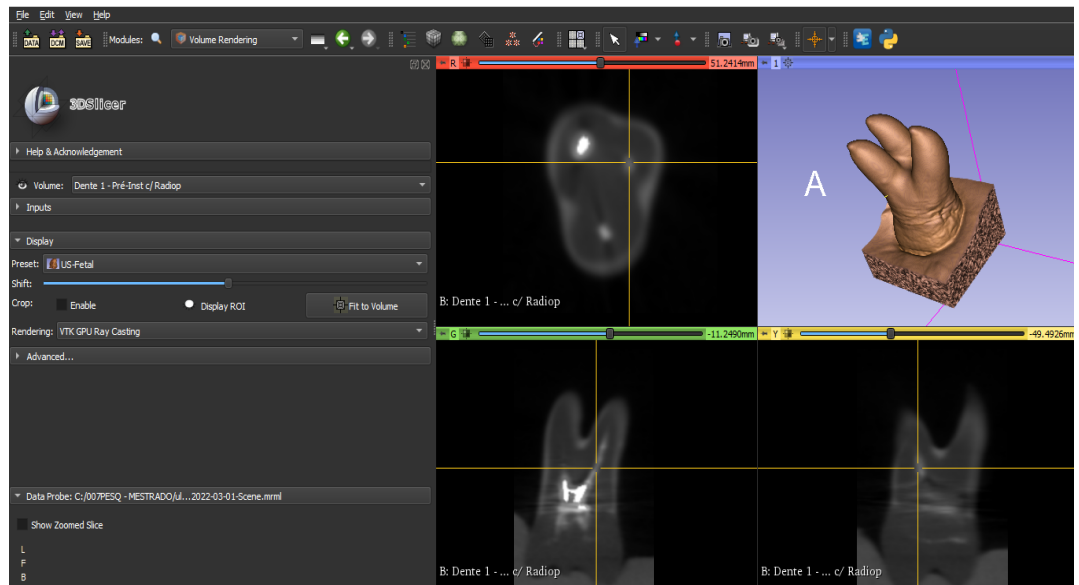 File Edit View Help
DATA DCM SAVE Modules: Volume Rendering
3DSlicer
Help & Acknowledgement
Volume: Dente 1 - Pré-Inst c/ Radiop
Inputs
Display
Preset: US-Fetal
Shift:
Crop: Enable Display ROI Fit to Volume
Rendering: VTK GPU Ray Casting
Advanced...
Data Probe: C:/007PESQ - MESTRADO/ul...2022-03-01-Scene.mrml
Show Zoomed Slice
L
F
B
R 51.2414mm
B: Dente 1 - ... c/ Radiop
1
A
G -11.2490mm
B: Dente 1 - ... c/ Radiop
Y -49.4926mm
B: Dente 1 - ... c/ Radiop